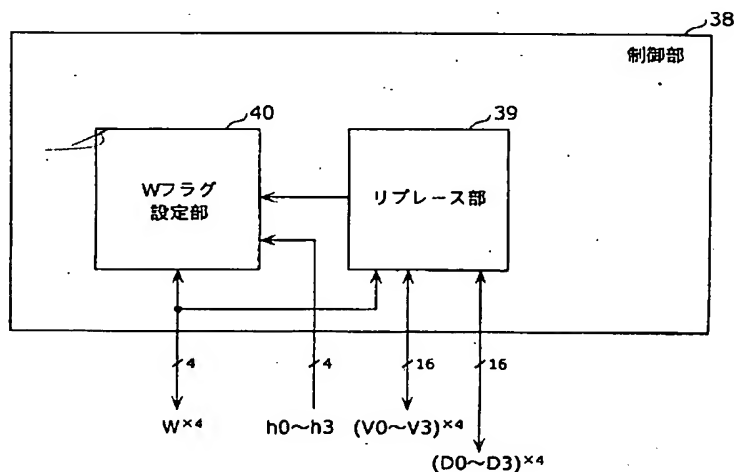 38
制御部
40
39
Wフラグ
設定部
リプレース部
4
4
16
16
W×4
h0〜h3
(V0〜V3)×4
(D0〜D3)×4